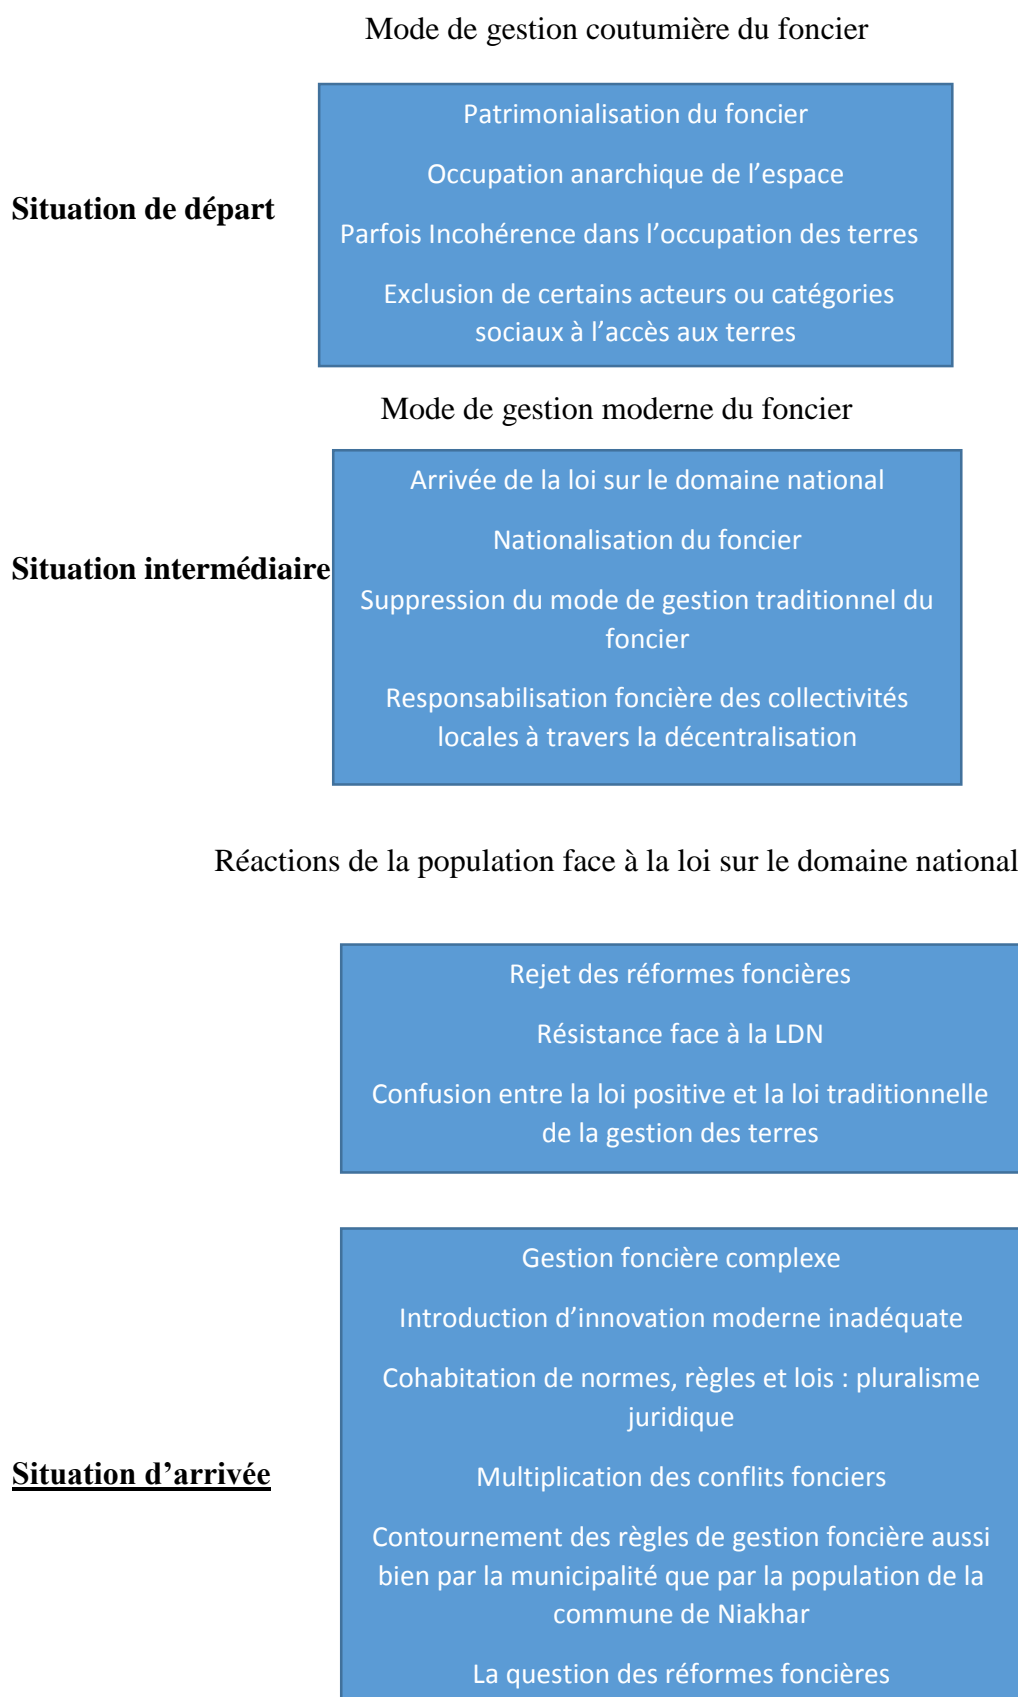 Mode de gestion coutumière du foncier
Patrimonialisation du foncier
Occupation anarchique de l’espace
Situation de départ
Parfois Incohérence dans l’occupation des terres
Exclusion de certains acteurs ou catégories
sociaux à l’accès aux terres
Mode de gestion moderne du foncier
Arrivée de la loi sur le domaine national
Nationalisation du foncier
Situation intermédiaire
Suppression du mode de gestion traditionnel du
foncier
Responsabilisation foncière des collectivités
locales à travers la décentralisation
Réactions de la population face à la loi sur le domaine national
Rejet des réformes foncières
Résistance face à la LDN
Confusion entre la loi positive et la loi traditionnelle
de la gestion des terres
Gestion foncière complexe
Introduction d’innovation moderne inadéquate
Cohabitation de normes, règles et lois : pluralisme
juridique
Situation d’arrivée
Multiplication des conflits fonciers
Contournement des règles de gestion foncière aussi
bien par la municipalité que par la population de la
commune de Niakhar
La question des réformes foncières